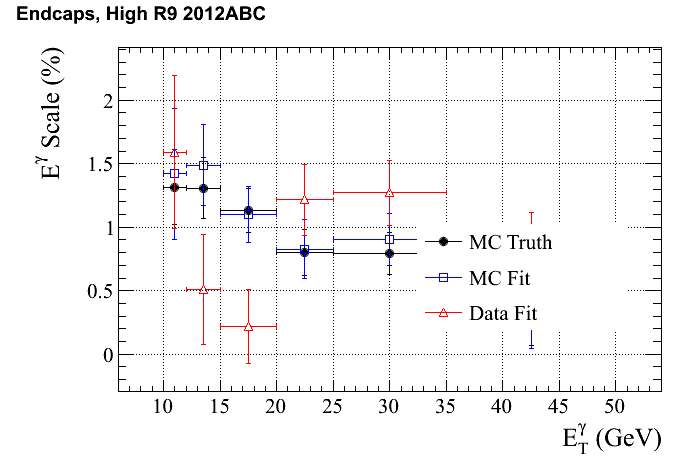 Endcaps, High R9 2012ABC
E^γ Scale (%)
2
1.5
1
0.5
0
MC Truth
MC Fit
Data Fit
10 15 20 25 30 35 40 45 50
E_T^γ (GeV)